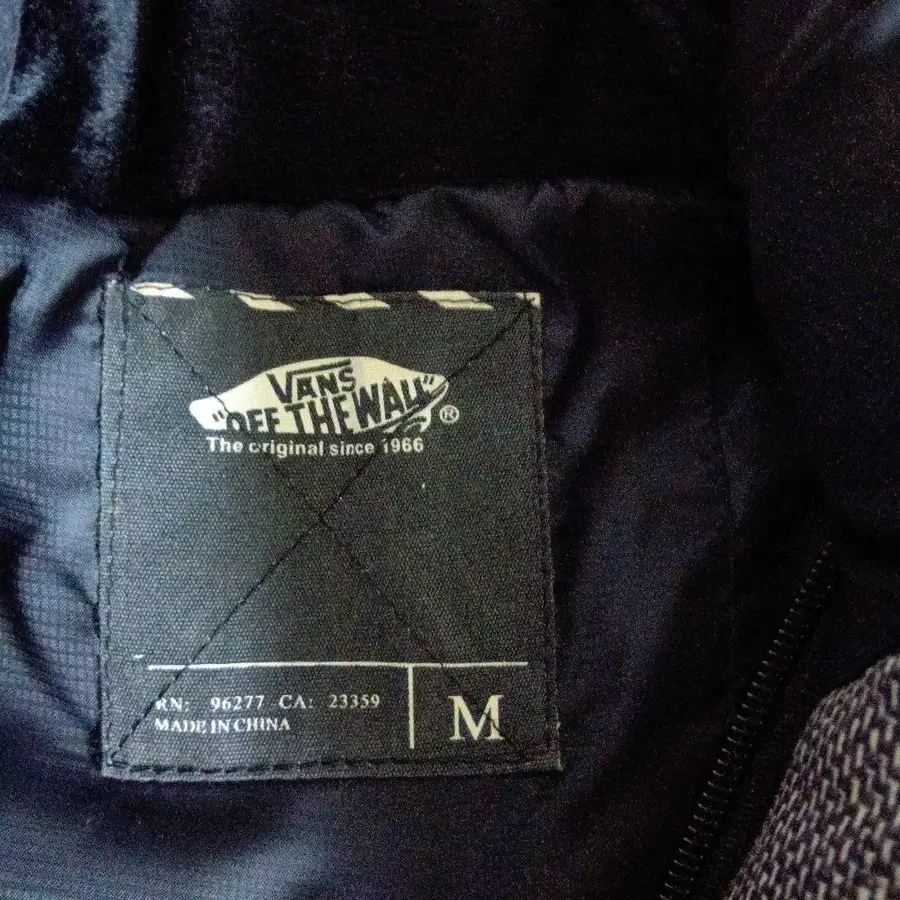 VANS
"OFF THE WALL" ®
The original since 1966
RN: 96277 CA: 23359
MADE IN CHINA
M